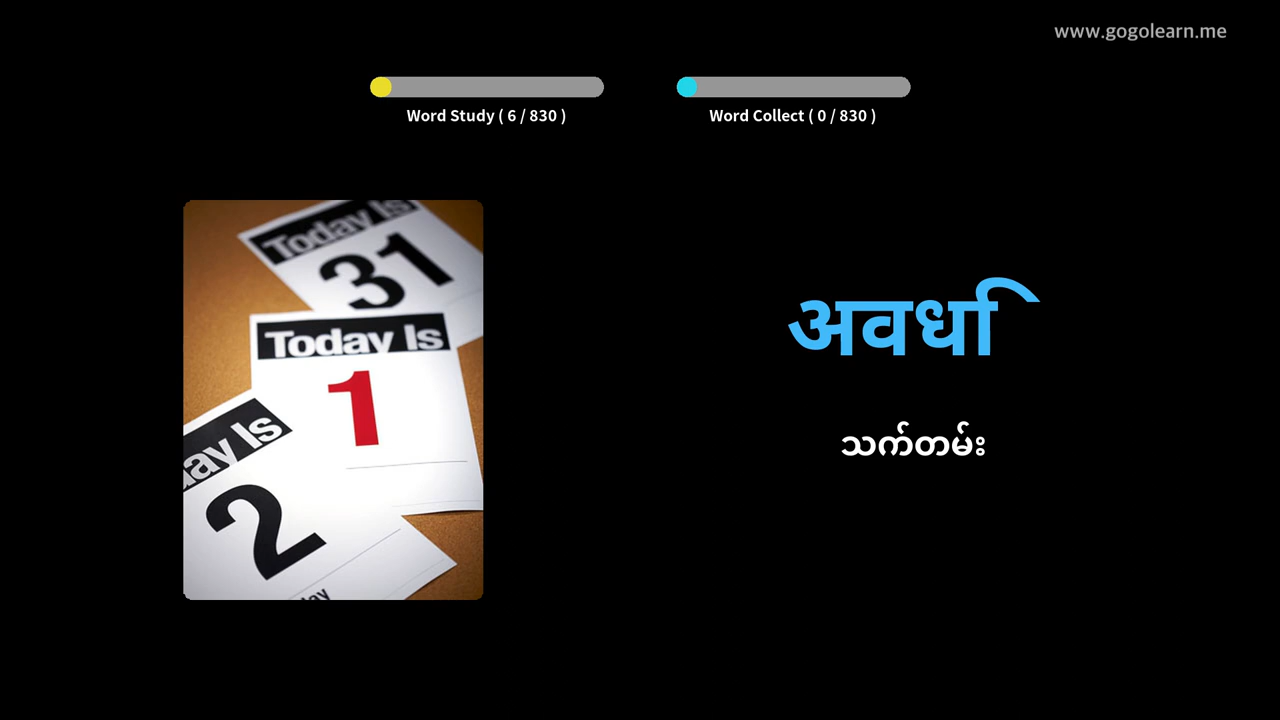 www.gogolearn.me
Word Study ( 6 / 830 )
Word Collect ( 0 / 830 )
Today Is
31
Today Is
1
ay Is
2
day
अवधि
သက်တမ်း